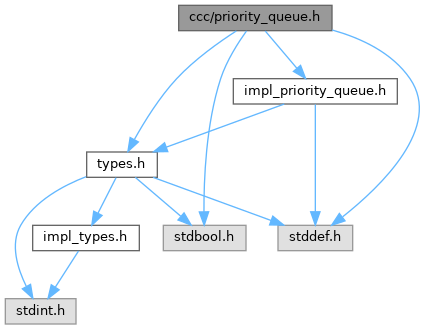 ccc/priority_queue.h
impl_priority_queue.h
types.h
impl_types.h
stdbool.h
stddef.h
stdint.h